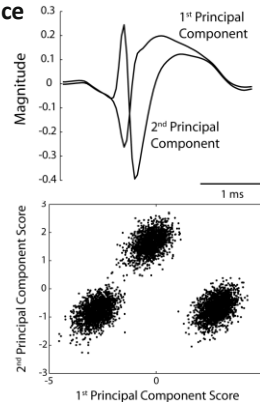 ce
1st Principal
Component
0.3
0.2
0.1
0
0.1
0.2
0.3
0.4
Magnitude
2nd Principal
Component
1 ms
3
2
1
0
-1
-2
-3
-4
2nd Principal Component Score
-5
0
1st Principal Component Score